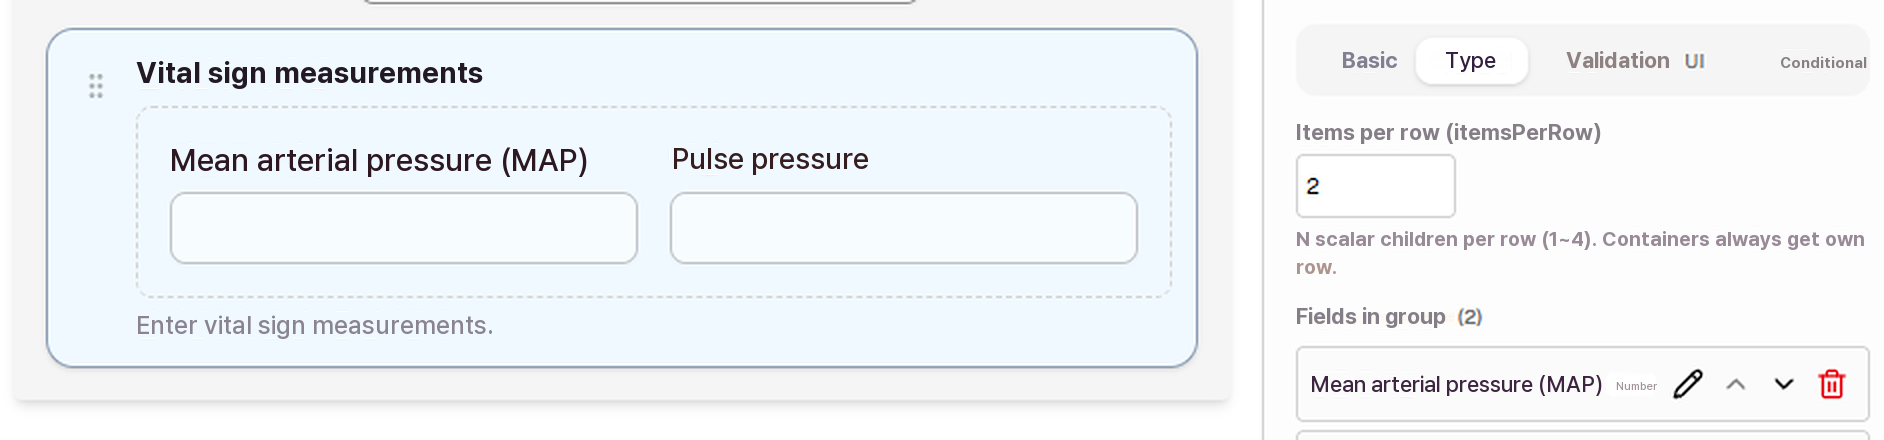 Vital sign measurements
Mean arterial pressure (MAP)
Pulse pressure
Enter vital sign measurements.
Basic
Type
Validation
UI
Conditional
Items per row (itemsPerRow)
2
N scalar children per row (1~4). Containers always get own
row.
Fields in group (2)
Mean arterial pressure (MAP) Number